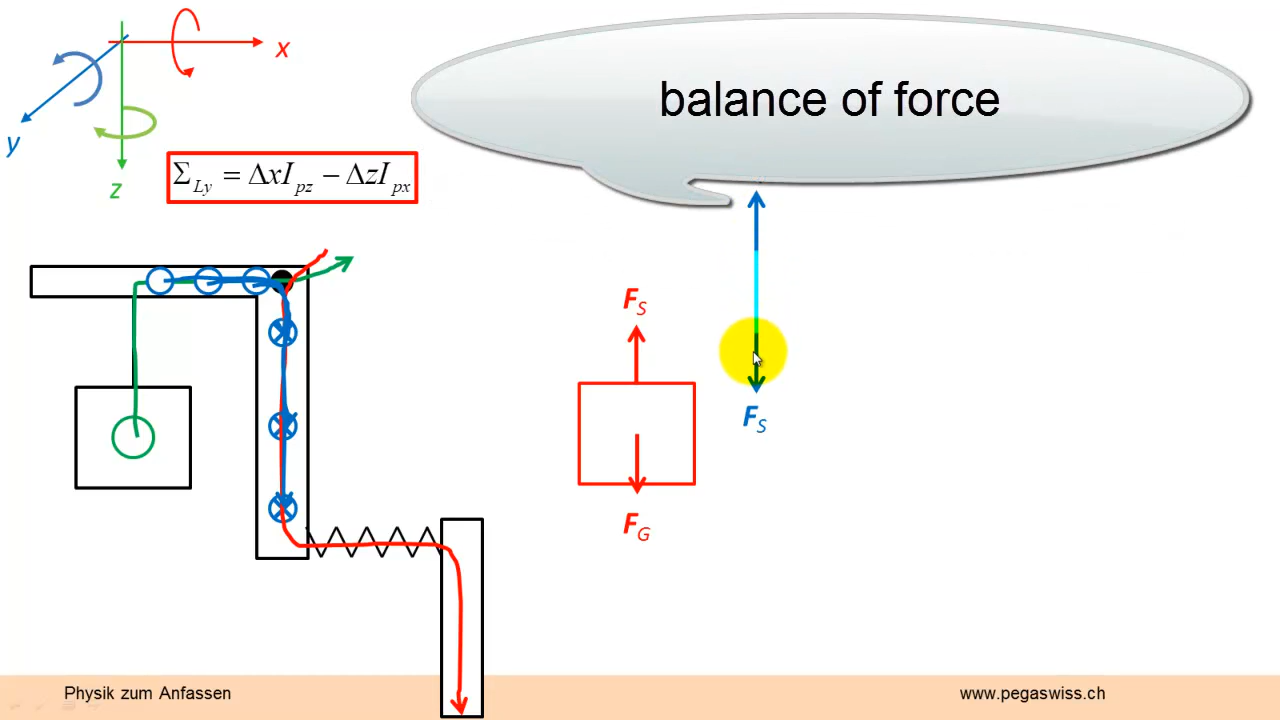 balance of force
x
y
z
Σ_Ly = ΔxI_pz − ΔzI_px
F_S
F_S
F_G
Physik zum Anfassen
www.pegaswiss.ch